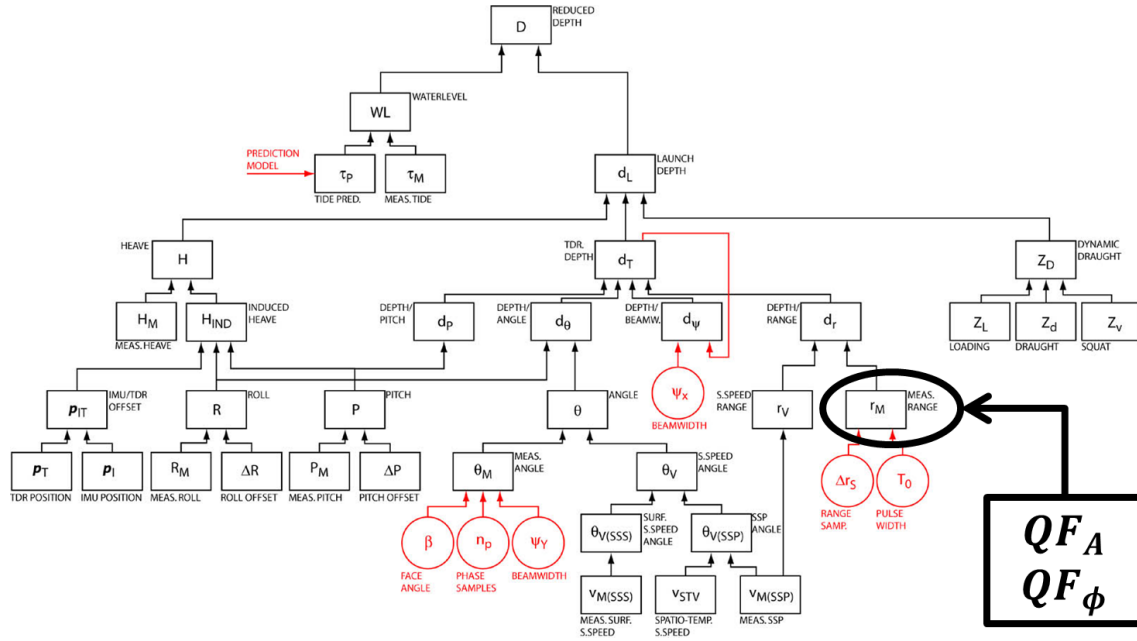 D
REDUCED
DEPTH
WL
WATERLEVEL
PREDICTION
MODEL
τP
τM
TIDE PRED.
MEAS. TIDE
dL
LAUNCH
DEPTH
HEAVE
H
TDR.
DEPTH
dT
ZD
DYNAMIC
DRAUGHT
HM
MEAS. HEAVE
HIND
INDUCED
HEAVE
DEPTH/
PITCH
dP
DEPTH/
ANGLE
dθ
DEPTH/
BEAMW.
dψ
DEPTH/
RANGE
dr
ZL
LOADING
Zd
DRAUGHT
Zv
SQUAT
pIT
IMU/TDR
OFFSET
R
ROLL
P
PITCH
θ
ANGLE
ψx
BEAMWIDTH
S.SPEED
RANGE
rV
rM
MEAS.
RANGE
pT
TDR POSITION
pI
IMU POSITION
RM
MEAS. ROLL
ΔR
ROLL OFFSET
PM
MEAS. PITCH
ΔP
PITCH OFFSET
θM
MEAS.
ANGLE
θV
S.SPEED
ANGLE
ΔrS
RANGE
SAMP.
T0
PULSE
WIDTH
β
FACE
ANGLE
np
PHASE
SAMPLES
ψY
BEAMWIDTH
θV(SSS)
SURF.
S.SPEED
ANGLE
θV(SSP)
SSP
ANGLE
vM(SSS)
MEAS. SURF.
S.SPEED
vSTV
SPATIO-TEMP.
S.SPEED
vM(SSP)
MEAS. SSP
QFA
QFϕ